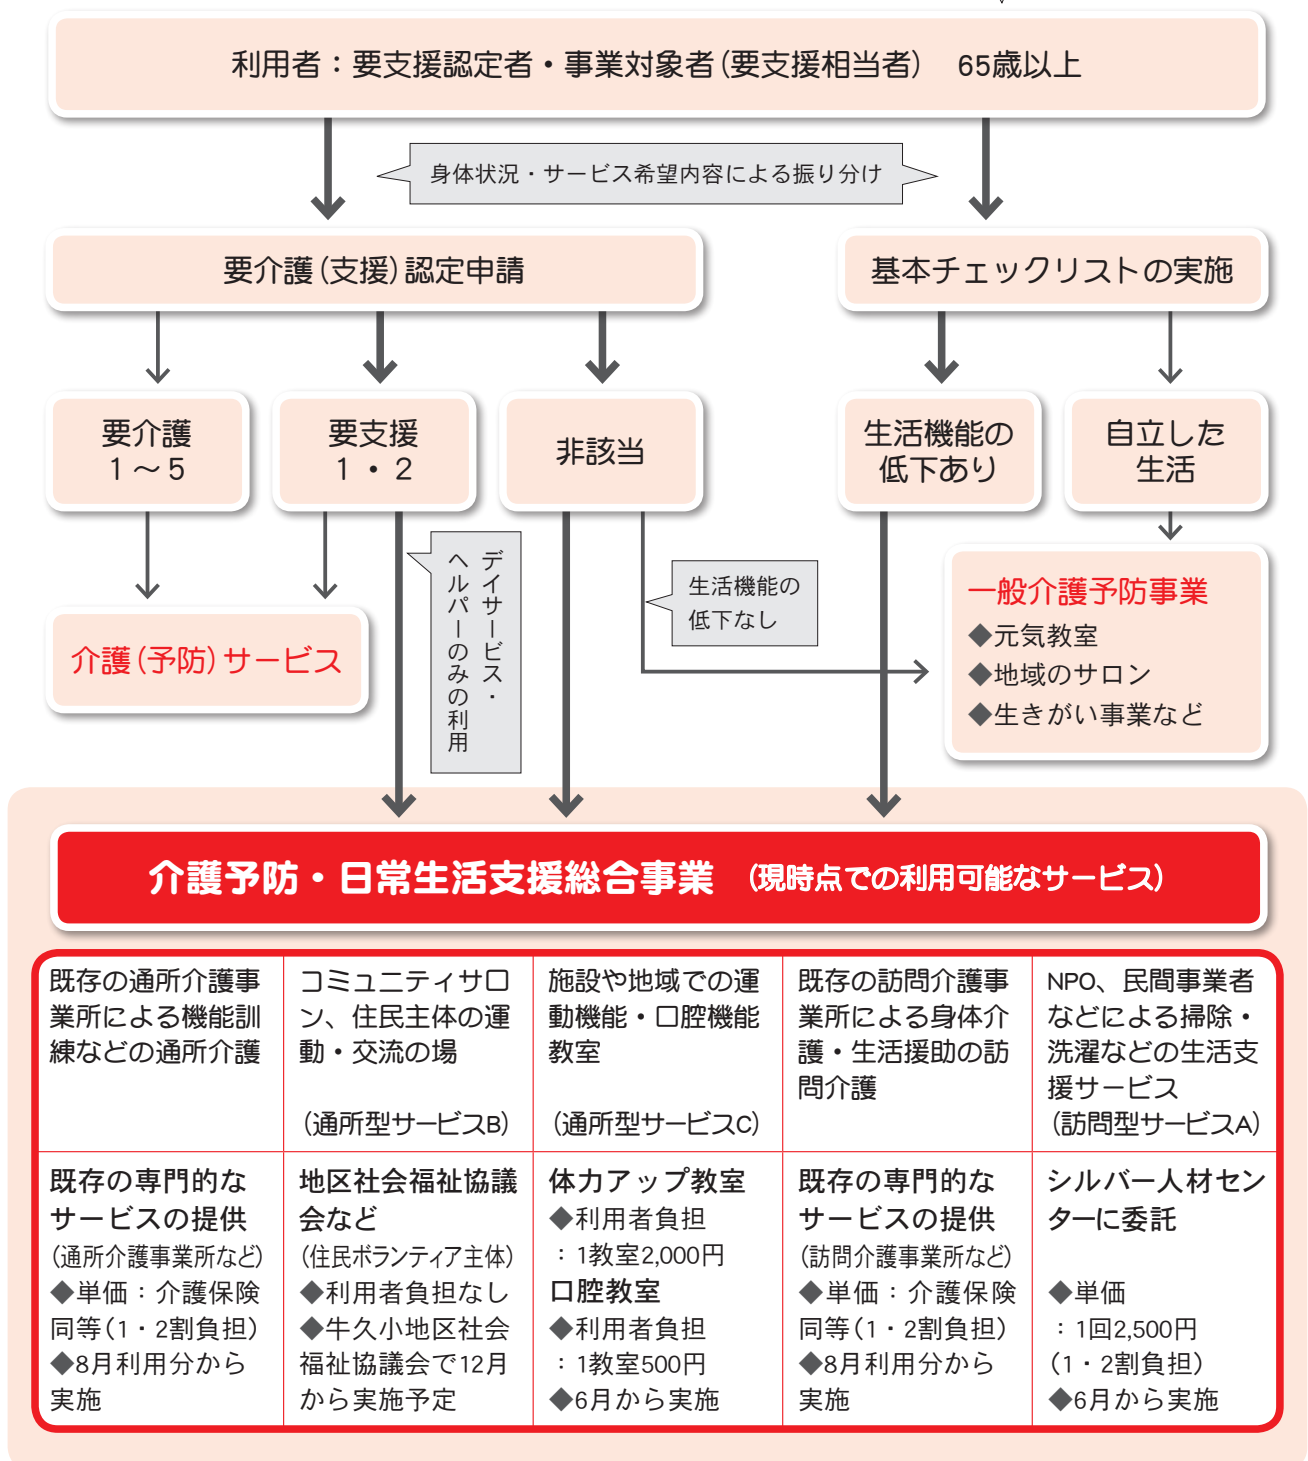 利用者：要支援認定者・事業対象者(要支援相当者)　65歳以上
身体状況・サービス希望内容による振り分け
要介護(支援)認定申請
基本チェックリストの実施
要介護
1～5
要支援
1・2
非該当
生活機能の
低下あり
自立した
生活
デイサービス・
ヘルパーのみの利用
生活機能の
低下なし
介護(予防)サービス
一般介護予防事業
◆元気教室
◆地域のサロン
◆生きがい事業など
介護予防・日常生活支援総合事業　(現時点での利用可能なサービス)
既存の通所介護事
業所による機能訓
練などの通所介護
コミュニティサロ
ン、住民主体の運
動・交流の場
(通所型サービスB)
施設や地域での運
動機能・口腔機能
教室
(通所型サービスC)
既存の訪問介護事
業所による身体介
護・生活援助の訪
問介護
NPO、民間事業者
などによる掃除・
洗濯などの生活支
援サービス
(訪問型サービスA)
既存の専門的な
サービスの提供
(通所介護事業所など)
◆単価：介護保険
同等(1・2割負担)
◆8月利用分から
実施
地区社会福祉協議
会など
(住民ボランティア主体)
◆利用者負担なし
◆牛久小地区社会
福祉協議会で12月
から実施予定
体力アップ教室
◆利用者負担
：1教室2,000円
口腔教室
◆利用者負担
：1教室500円
◆6月から実施
既存の専門的な
サービスの提供
(訪問介護事業所など)
◆単価：介護保険
同等(1・2割負担)
◆8月利用分から
実施
シルバー人材セン
ターに委託
◆単価
：1回2,500円
(1・2割負担)
◆6月から実施